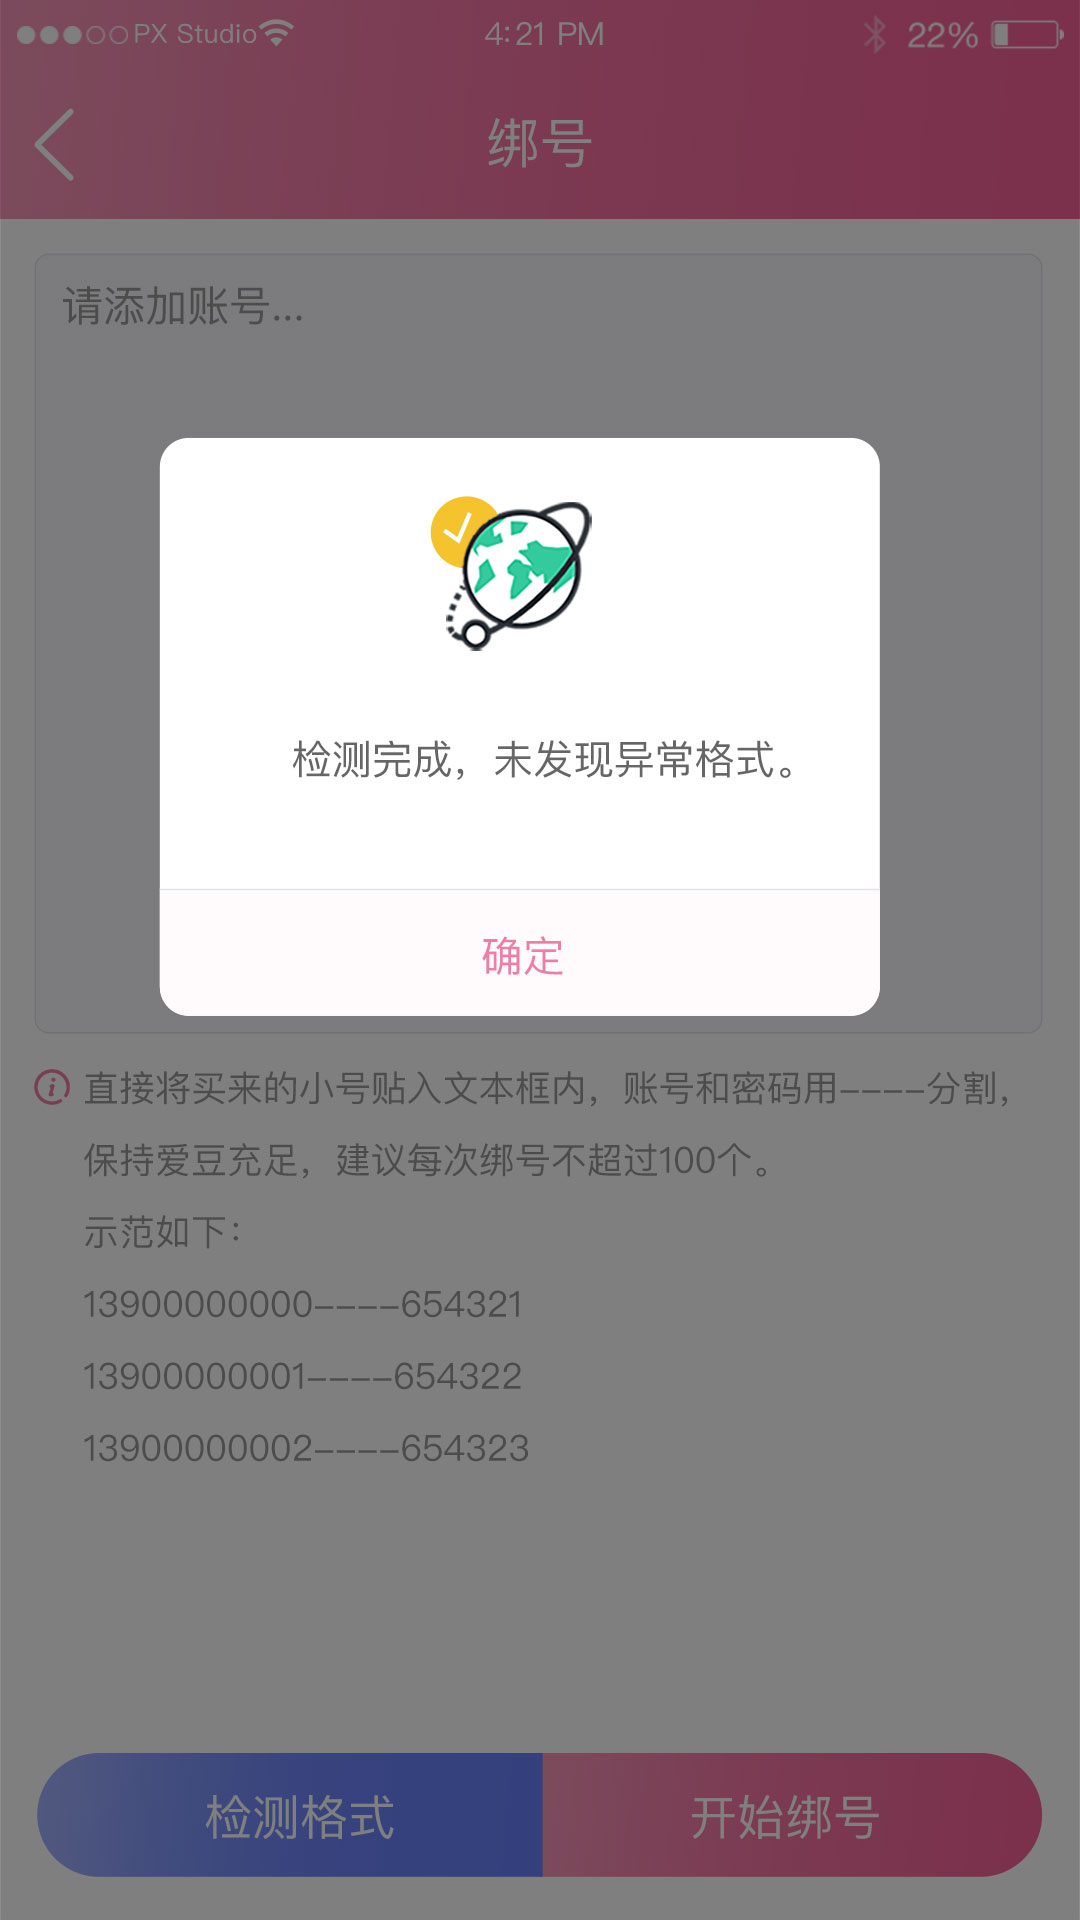 PX Studio 4:21 PM 22%
绑号
请添加账号...
检测完成，未发现异常格式。
确定
直接将买来的小号贴入文本框内，账号和密码用----分割，
保持爱豆充足，建议每次绑号不超过100个。
示范如下：
13900000000----654321
13900000001----654322
13900000002----654323
检测格式 开始绑号